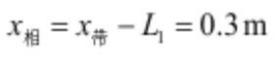 x相 = x带 − L₁ = 0.3 m